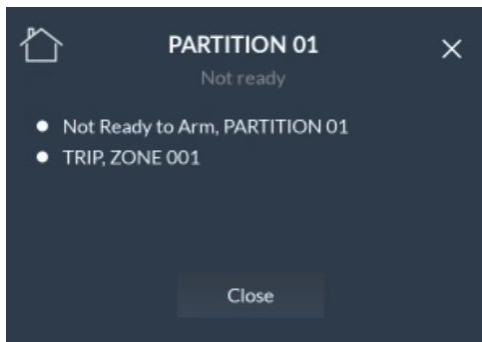 PARTITION 01
Not ready
Not Ready to Arm, PARTITION 01
TRIP, ZONE 001
Close